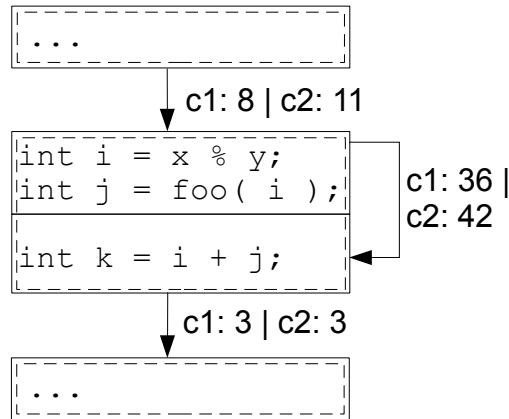 ...
c1: 8 | c2: 11
int i = x % y;
int j = foo( i );
c1: 36 |
c2: 42
int k = i + j;
c1: 3 | c2: 3
...